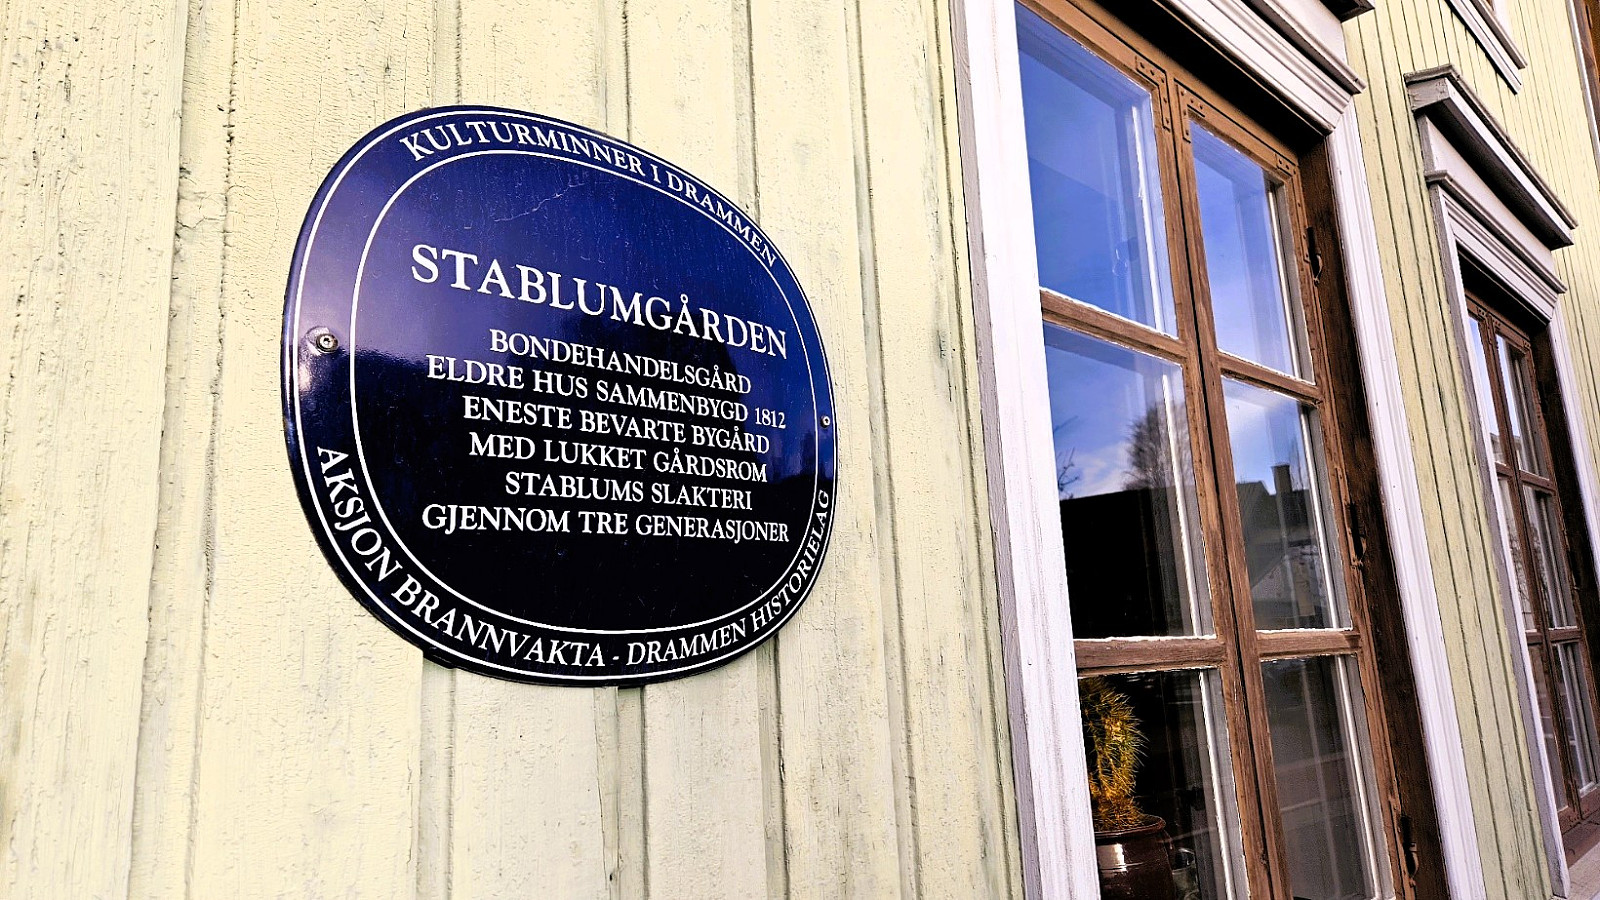 KULTURMINNER I DRAMMEN
STABLUMGÅRDEN
BONDEHANDELSGÅRD
ELDRE HUS SAMMENBYGD 1812
ENESTE BEVARTE BYGÅRD
MED LUKKET GÅRDSROM
STABLUMS SLAKTERI
GJENNOM TRE GENERASJONER
AKSJON BRANNVAKTA - DRAMMEN HISTORIELAG